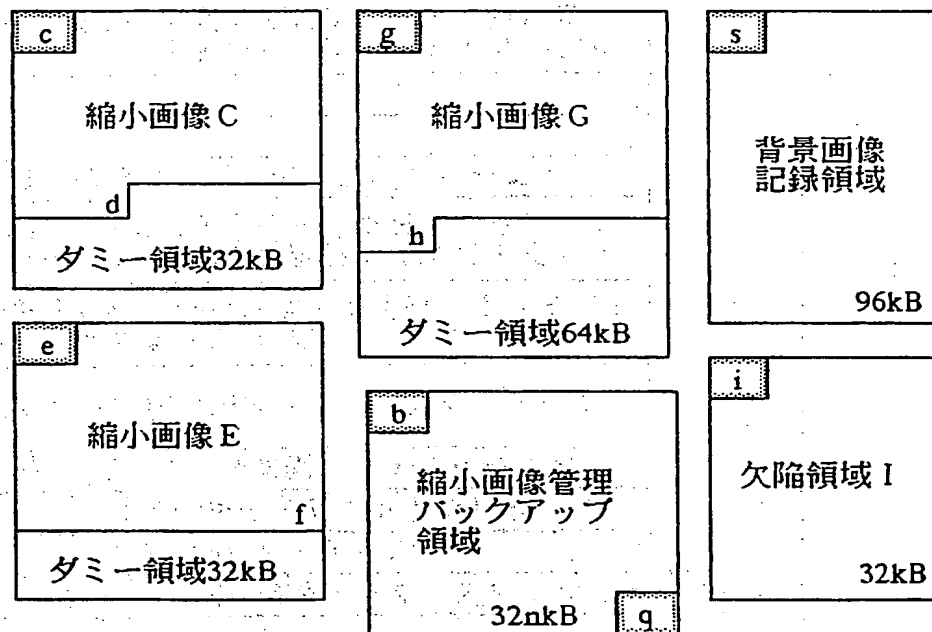 c
縮小画像C
d
ダミー領域32kB
e
縮小画像E
f
ダミー領域32kB
g
縮小画像G
h
ダミー領域64kB
b
縮小画像管理
バックアップ
領域
32nkB
q
s
背景画像
記録領域
96kB
i
欠陥領域I
32kB